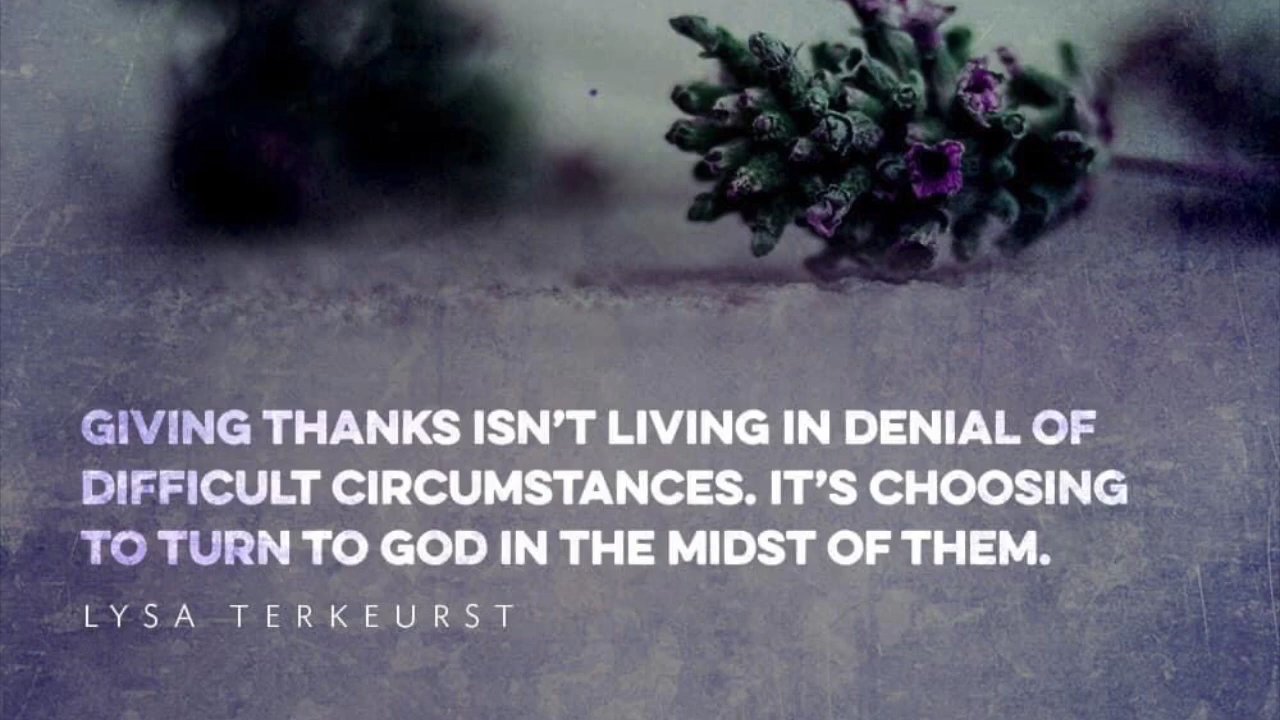 GIVING THANKS ISN’T LIVING IN DENIAL OF
DIFFICULT CIRCUMSTANCES. IT’S CHOOSING
TO TURN TO GOD IN THE MIDST OF THEM.
LYSA TERKEURST